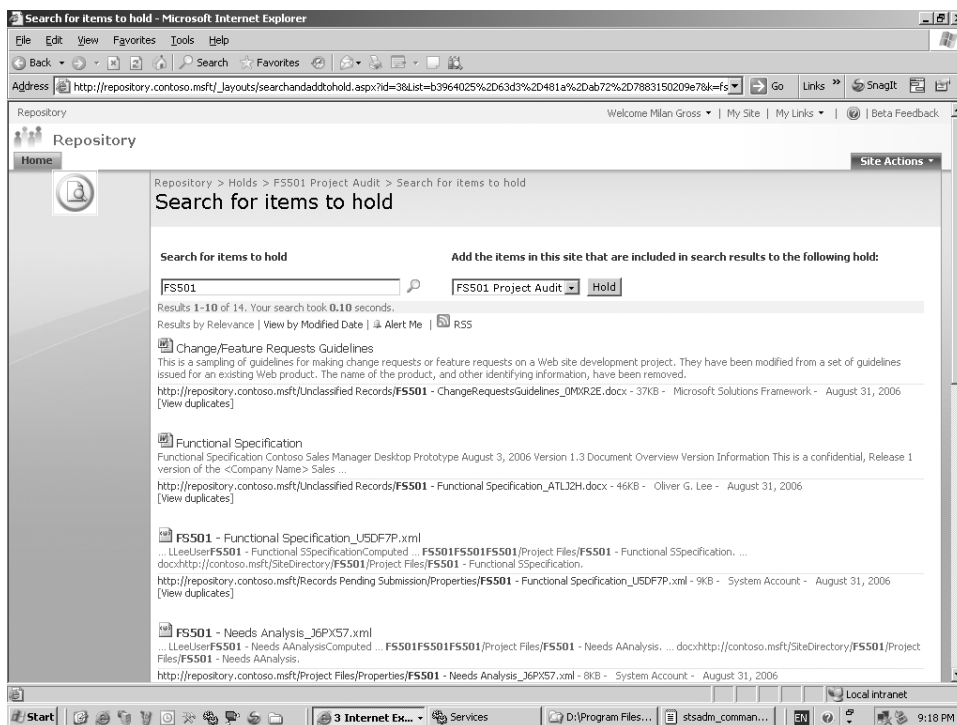 Search for items to hold - Microsoft Internet Explorer
File Edit View Favorites Tools Help
Back Search Favorites
Address http://repository.contoso.msft/_layouts/searchandaddtohold.aspx?id=3&List=b3964025%2D63d3%2D481a%2Dab72%2D7883150209e7&k=fs Go Links » SnagIt
Repository Welcome Milan Gross | My Site | My Links | Beta Feedback
Repository
Home Site Actions
Repository > Holds > FS501 Project Audit > Search for items to hold
Search for items to hold
Search for items to hold Add the items in this site that are included in search results to the following hold:
FS501 FS501 Project Audit Hold
Results 1-10 of 14. Your search took 0.10 seconds.
Results by Relevance | View by Modified Date | Alert Me | RSS
Change/Feature Requests Guidelines
This is a sampling of guidelines for making change requests or feature requests on a Web site development project. They have been modified from a set of guidelines
issued for an existing Web product. The name of the product, and other identifying information, have been removed.
http://repository.contoso.msft/Unclassified Records/FS501 - ChangeRequestsGuidelines_0MXR2E.docx - 37KB - Microsoft Solutions Framework - August 31, 2006
[View duplicates]
Functional Specification
Functional Specification Contoso Sales Manager Desktop Prototype August 3, 2006 Version 1.3 Document Overview Version Information This is a confidential, Release 1
version of the <Company Name> Sales ...
http://repository.contoso.msft/Unclassified Records/FS501 - Functional Specification_ATLJ2H.docx - 46KB - Oliver G. Lee - August 31, 2006
[View duplicates]
FS501 - Functional Specification_U5DF7P.xml
... LLeeUserFS501 - Functional SSpecificationComputed ... FS501FS501FS501/Project Files/FS501 - Functional SSpecification. ...
docxhttp://contoso.msft/SiteDirectory/FS501/Project Files/FS501 - Functional SSpecification.
http://repository.contoso.msft/Records Pending Submission/Properties/FS501 - Functional Specification_U5DF7P.xml - 9KB - System Account - August 31, 2006
[View duplicates]
FS501 - Needs Analysis_J6PX57.xml
... LLeeUserFS501 - Needs AAnalysisComputed ... FS501FS501FS501/Project Files/FS501 - Needs AAnalysis. ... docxhttp://contoso.msft/SiteDirectory/FS501/Project
Files/FS501 - Needs AAnalysis.
http://repository.contoso.msft/Project Files/Properties/FS501 - Needs Analysis_J6PX57.xml - 8KB - System Account - August 31, 2006
Local intranet
Start 3 Internet Ex... Services D:\Program Files... stsadm_comman... EN 9:18 PM